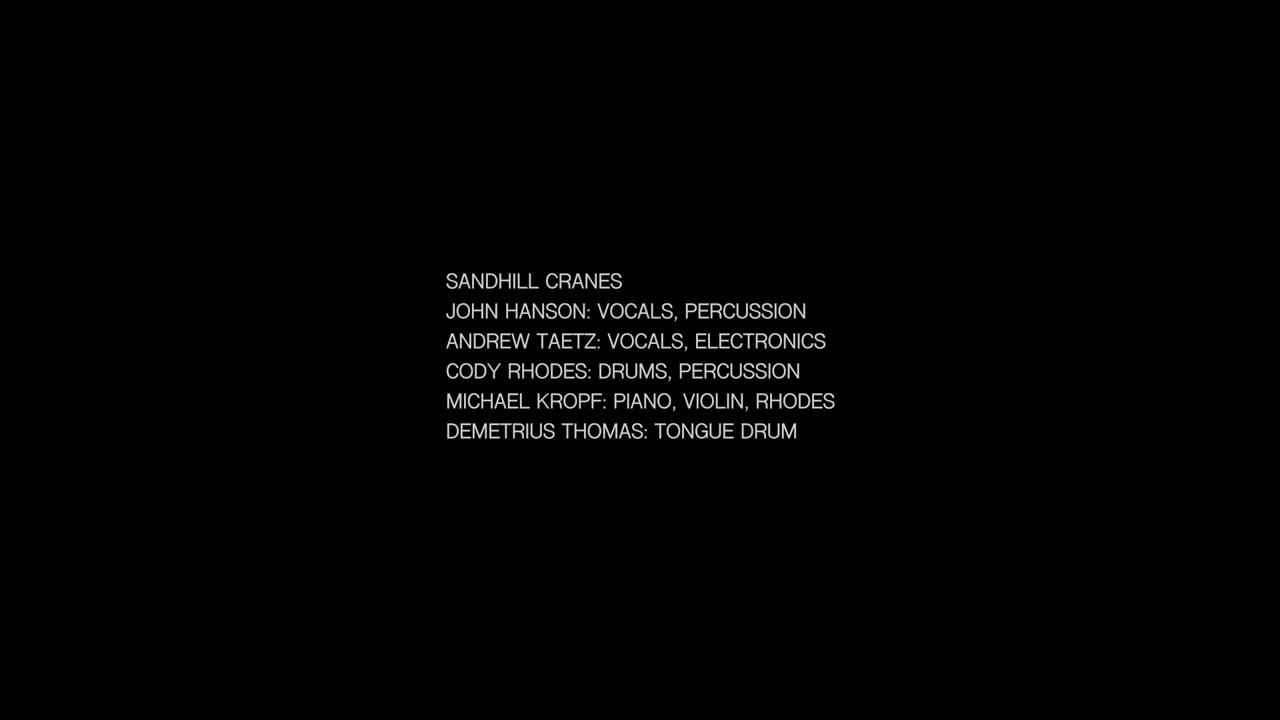 SANDHILL CRANES
JOHN HANSON: VOCALS, PERCUSSION
ANDREW TAETZ: VOCALS, ELECTRONICS
CODY RHODES: DRUMS, PERCUSSION
MICHAEL KROPF: PIANO, VIOLIN, RHODES
DEMETRIUS THOMAS: TONGUE DRUM